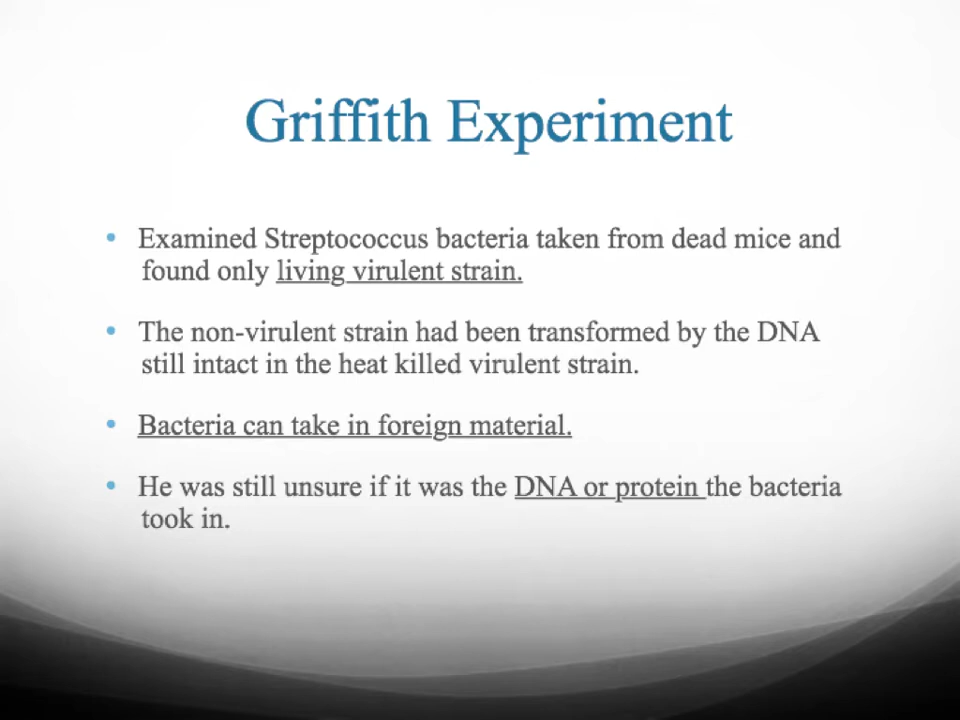 Griffith Experiment
• Examined Streptococcus bacteria taken from dead mice and
found only living virulent strain.
• The non-virulent strain had been transformed by the DNA
still intact in the heat killed virulent strain.
• Bacteria can take in foreign material.
• He was still unsure if it was the DNA or protein the bacteria
took in.